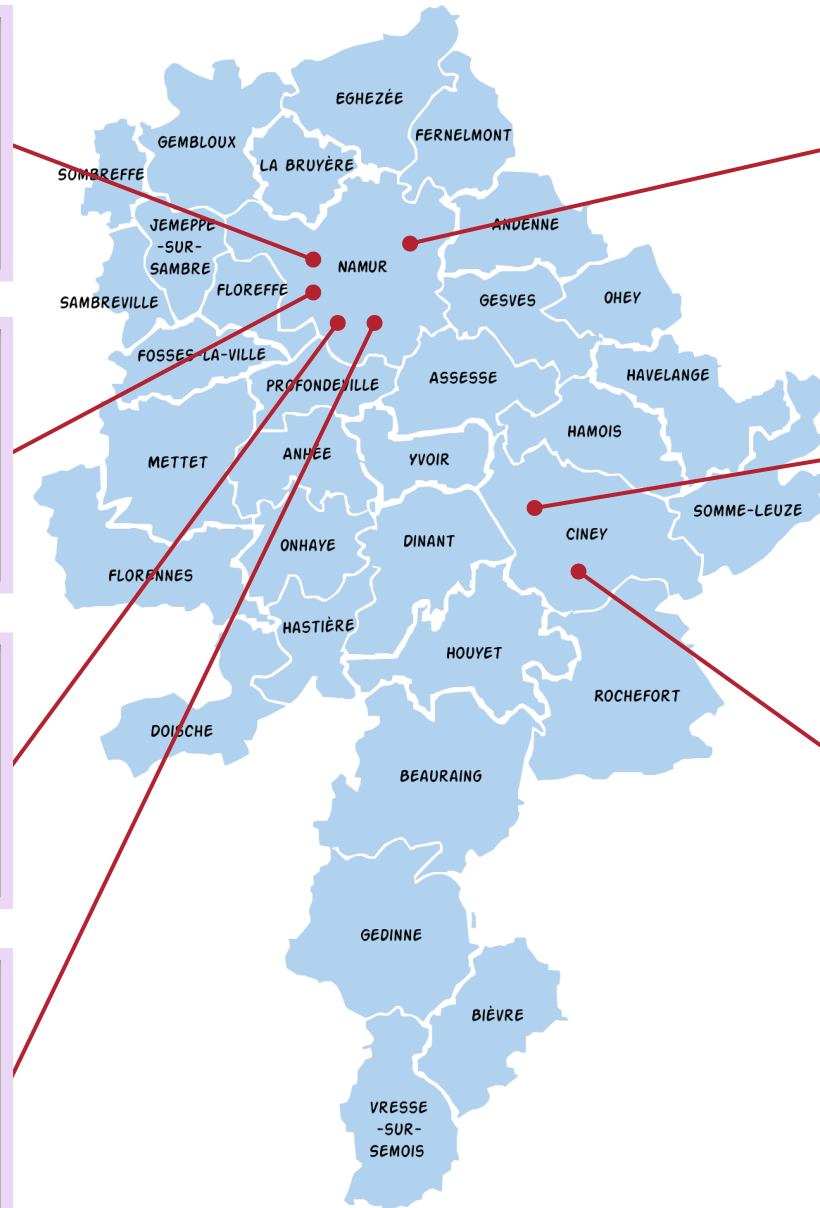 EGHEZÉE
FERNELMONT
GEMBLOUX
LA BRUYÈRE
SOMBREFFE
JEMEPPE
-SUR-
SAMBRE
ANDENNE
NAMUR
FLOREFFE
SAMBREVILLE
GESVES
OHEY
FOSSES-LA-VILLE
PROFONDEVILLE
ASSESSE
HAVELANGE
HAMOIS
METTET
ANHÉE
YVOIR
SOMME-LEUZE
CINEY
ONHAYE
DINANT
FLORENNES
HASTIÈRE
HOUYET
ROCHEFORT
DOISCHE
BEAURAING
GEDINNE
BIÈVRE
VRESSE
-SUR-
SEMOIS